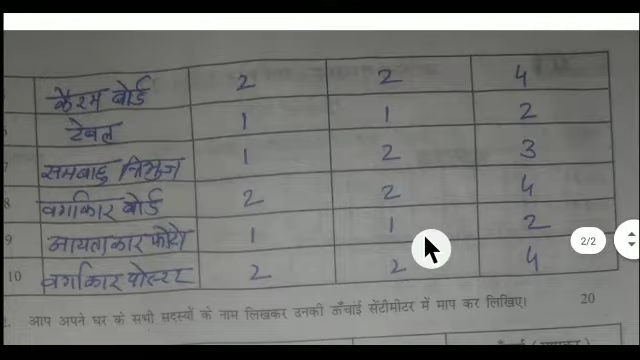 कैरम बोर्ड 2 2 4
टेबल 1 1 2
7 समबाहु त्रिभुज 1 2 3
8 वर्गाकार बोर्ड 2 2 4
9 आयताकार फोटो 1 1 2
10 वर्गाकार पोस्टर 2 2 4
2/2
2. आप अपने घर के सभी सदस्यों के नाम लिखकर उनकी ऊँचाई सेंटीमीटर में माप कर लिखिए। 20